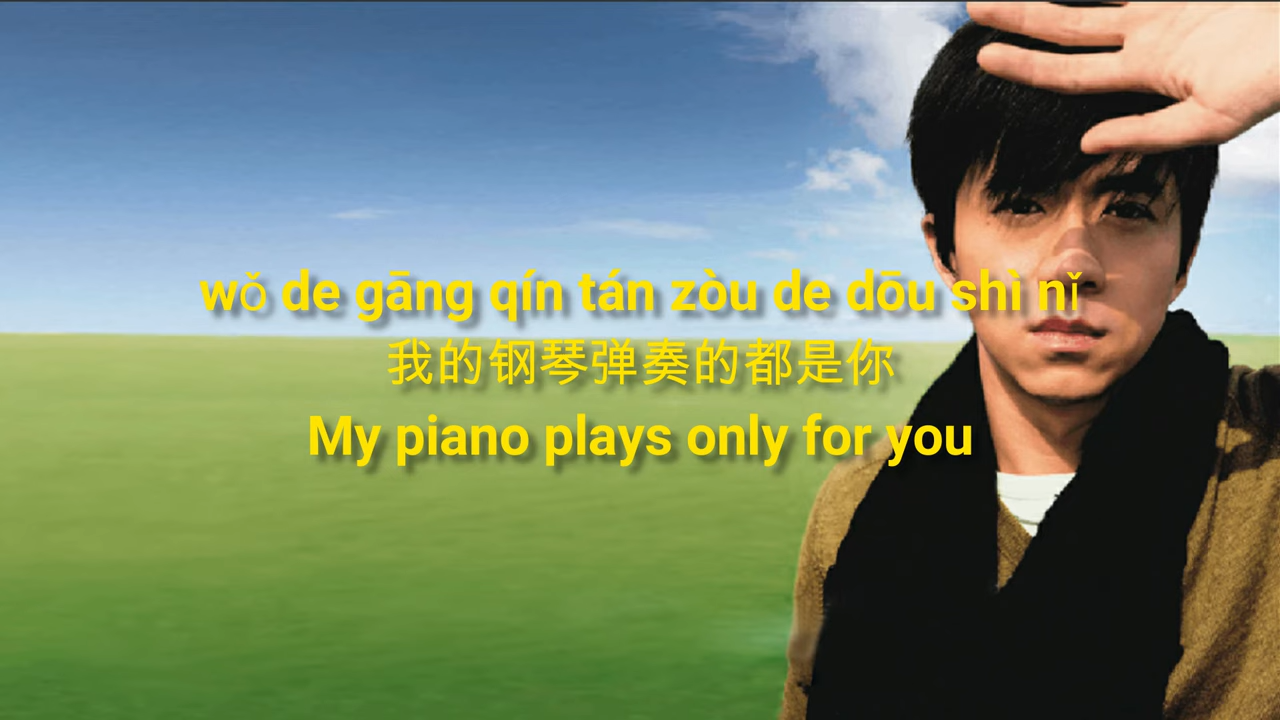 wǒ de gāng qín tán zòu de dōu shì nǐ
我的钢琴弹奏的都是你
My piano plays only for you